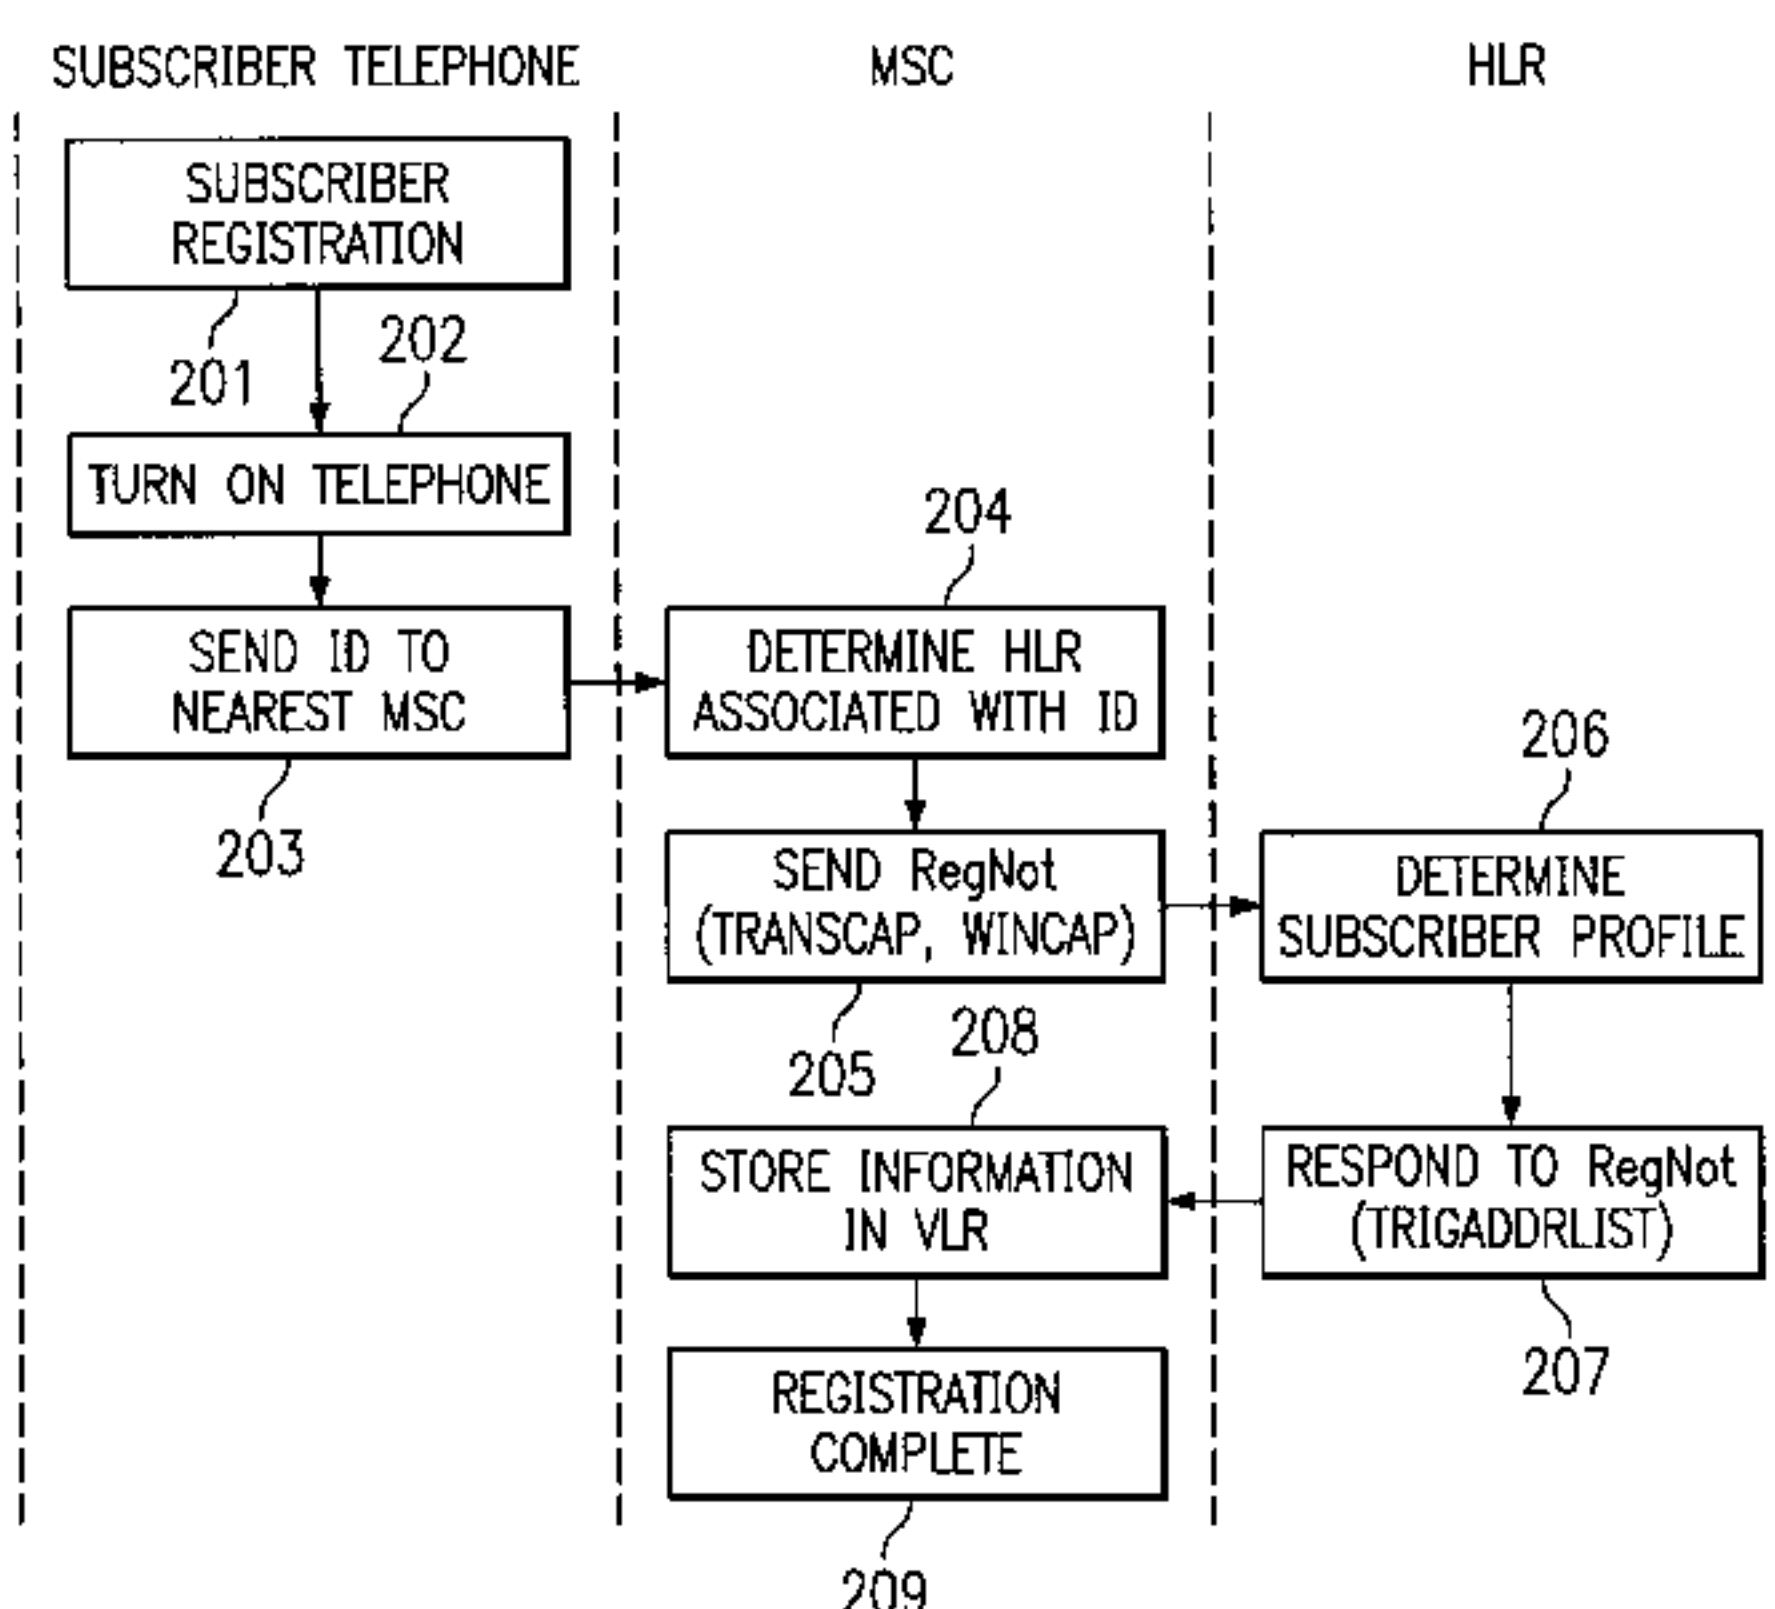 SUBSCRIBER TELEPHONE
MSC
HLR
SUBSCRIBER
REGISTRATION
201
202
TURN ON TELEPHONE
SEND ID TO
NEAREST MSC
203
204
DETERMINE HLR
ASSOCIATED WITH ID
SEND RegNot
(TRANSCAP, WINCAP)
205
206
DETERMINE
SUBSCRIBER PROFILE
RESPOND TO RegNot
(TRIGADDRLIST)
207
208
STORE INFORMATION
IN VLR
REGISTRATION
COMPLETE
209